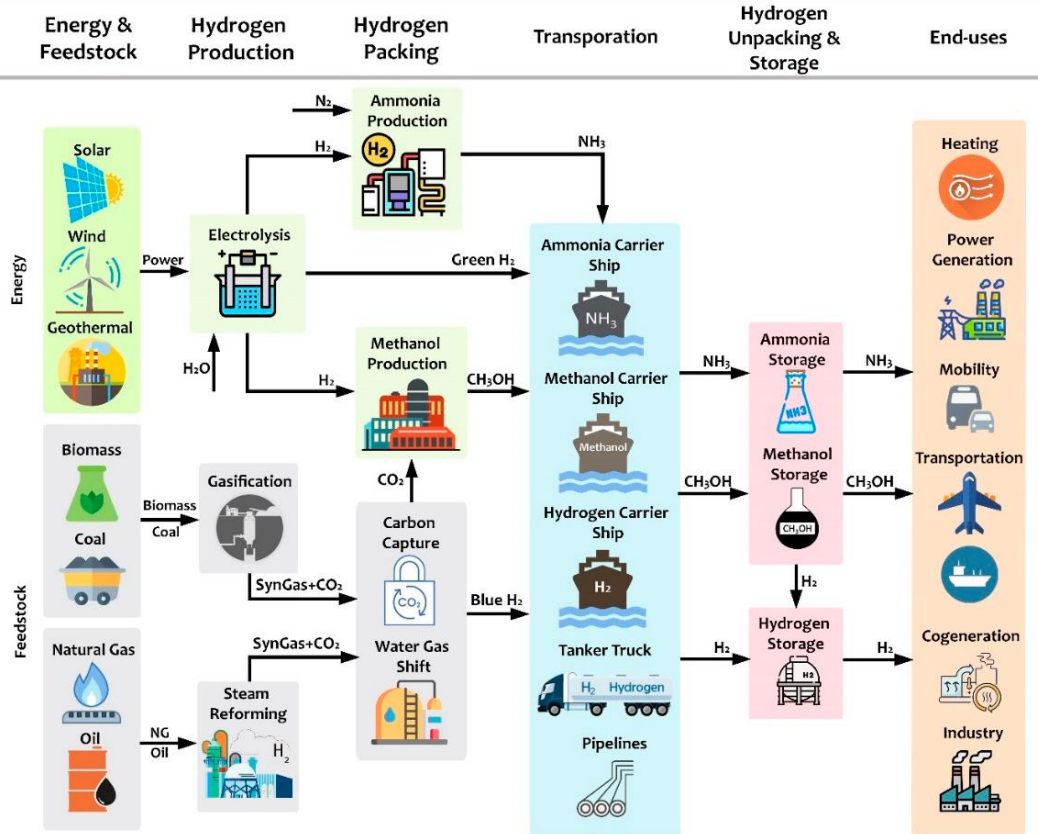 Energy &
Feedstock
Hydrogen
Production
Hydrogen
Packing
Transporation
Hydrogen
Unpacking &
Storage
End-uses
Energy
Solar
Wind
Geothermal
Power
Electrolysis
H₂O
N₂
H₂
Ammonia
Production
H₂
NH₃
Green H₂
H₂
Methanol
Production
CH₃OH
CO₂
Feedstock
Biomass
Coal
Biomass
Coal
Gasification
SynGas+CO₂
Natural Gas
Oil
NG
Oil
Steam
Reforming
H₂
SynGas+CO₂
Carbon
Capture
CO₂
Water Gas
Shift
Blue H₂
Ammonia Carrier
Ship
NH₃
Methanol Carrier
Ship
Methanol
Hydrogen Carrier
Ship
H₂
Tanker Truck
H₂ Hydrogen
Pipelines
NH₃
CH₃OH
H₂
Ammonia
Storage
NH3
Methanol
Storage
CH₃OH
H₂
Hydrogen
Storage
H2
NH₃
CH₃OH
H₂
Heating
Power
Generation
Mobility
Transportation
Cogeneration
Industry